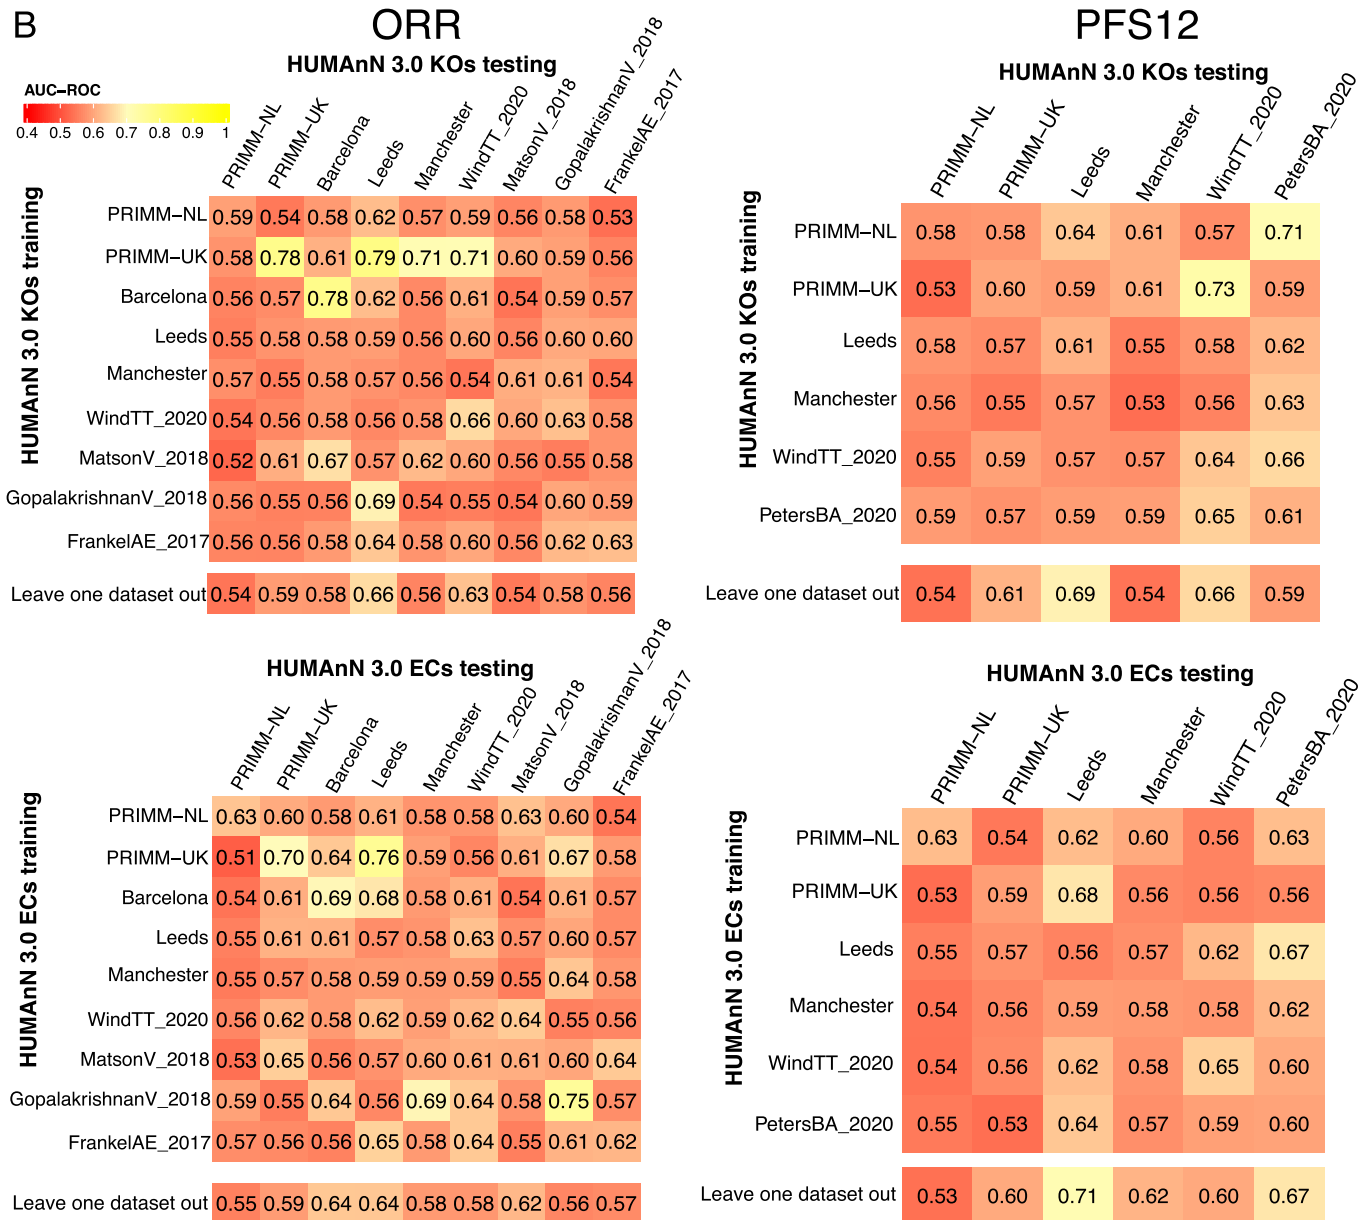 B
ORR
HUMAnN 3.0 KOs testing
AUC−ROC
0.4 0.5 0.6 0.7 0.8 0.9 1
PRIMM−NL PRIMM−UK Barcelona Leeds Manchester WindTT_2020 MatsonV_2018 GopalakrishnanV_2018 FrankelAE_2017
HUMAnN 3.0 KOs training
PRIMM−NL 0.59 0.54 0.58 0.62 0.57 0.59 0.56 0.58 0.53
PRIMM−UK 0.58 0.78 0.61 0.79 0.71 0.71 0.60 0.59 0.56
Barcelona 0.56 0.57 0.78 0.62 0.56 0.61 0.54 0.59 0.57
Leeds 0.55 0.58 0.58 0.59 0.56 0.60 0.56 0.60 0.60
Manchester 0.57 0.55 0.58 0.57 0.56 0.54 0.61 0.61 0.54
WindTT_2020 0.54 0.56 0.58 0.56 0.58 0.66 0.60 0.63 0.58
MatsonV_2018 0.52 0.61 0.67 0.57 0.62 0.60 0.56 0.55 0.58
GopalakrishnanV_2018 0.56 0.55 0.56 0.69 0.54 0.55 0.54 0.60 0.59
FrankelAE_2017 0.56 0.56 0.58 0.64 0.58 0.60 0.56 0.62 0.63
Leave one dataset out 0.54 0.59 0.58 0.66 0.56 0.63 0.54 0.58 0.56
PFS12
HUMAnN 3.0 KOs testing
PRIMM−NL PRIMM−UK Leeds Manchester WindTT_2020 PetersBA_2020
HUMAnN 3.0 KOs training
PRIMM−NL 0.58 0.58 0.64 0.61 0.57 0.71
PRIMM−UK 0.53 0.60 0.59 0.61 0.73 0.59
Leeds 0.58 0.57 0.61 0.55 0.58 0.62
Manchester 0.56 0.55 0.57 0.53 0.56 0.63
WindTT_2020 0.55 0.59 0.57 0.57 0.64 0.66
PetersBA_2020 0.59 0.57 0.59 0.59 0.65 0.61
Leave one dataset out 0.54 0.61 0.69 0.54 0.66 0.59
HUMAnN 3.0 ECs testing
PRIMM−NL PRIMM−UK Barcelona Leeds Manchester WindTT_2020 MatsonV_2018 GopalakrishnanV_2018 FrankelAE_2017
HUMAnN 3.0 ECs training
PRIMM−NL 0.63 0.60 0.58 0.61 0.58 0.58 0.63 0.60 0.54
PRIMM−UK 0.51 0.70 0.64 0.76 0.59 0.56 0.61 0.67 0.58
Barcelona 0.54 0.61 0.69 0.68 0.58 0.61 0.54 0.61 0.57
Leeds 0.55 0.61 0.61 0.57 0.58 0.63 0.57 0.60 0.57
Manchester 0.55 0.57 0.58 0.59 0.59 0.59 0.55 0.64 0.58
WindTT_2020 0.56 0.62 0.58 0.62 0.59 0.62 0.64 0.55 0.56
MatsonV_2018 0.53 0.65 0.56 0.57 0.60 0.61 0.61 0.60 0.64
GopalakrishnanV_2018 0.59 0.55 0.64 0.56 0.69 0.64 0.58 0.75 0.57
FrankelAE_2017 0.57 0.56 0.56 0.65 0.58 0.64 0.55 0.61 0.62
Leave one dataset out 0.55 0.59 0.64 0.64 0.58 0.58 0.62 0.56 0.57
HUMAnN 3.0 ECs testing
PRIMM−NL PRIMM−UK Leeds Manchester WindTT_2020 PetersBA_2020
HUMAnN 3.0 ECs training
PRIMM−NL 0.63 0.54 0.62 0.60 0.56 0.63
PRIMM−UK 0.53 0.59 0.68 0.56 0.56 0.56
Leeds 0.55 0.57 0.56 0.57 0.62 0.67
Manchester 0.54 0.56 0.59 0.58 0.58 0.62
WindTT_2020 0.54 0.56 0.62 0.58 0.65 0.60
PetersBA_2020 0.55 0.53 0.64 0.57 0.59 0.60
Leave one dataset out 0.53 0.60 0.71 0.62 0.60 0.67